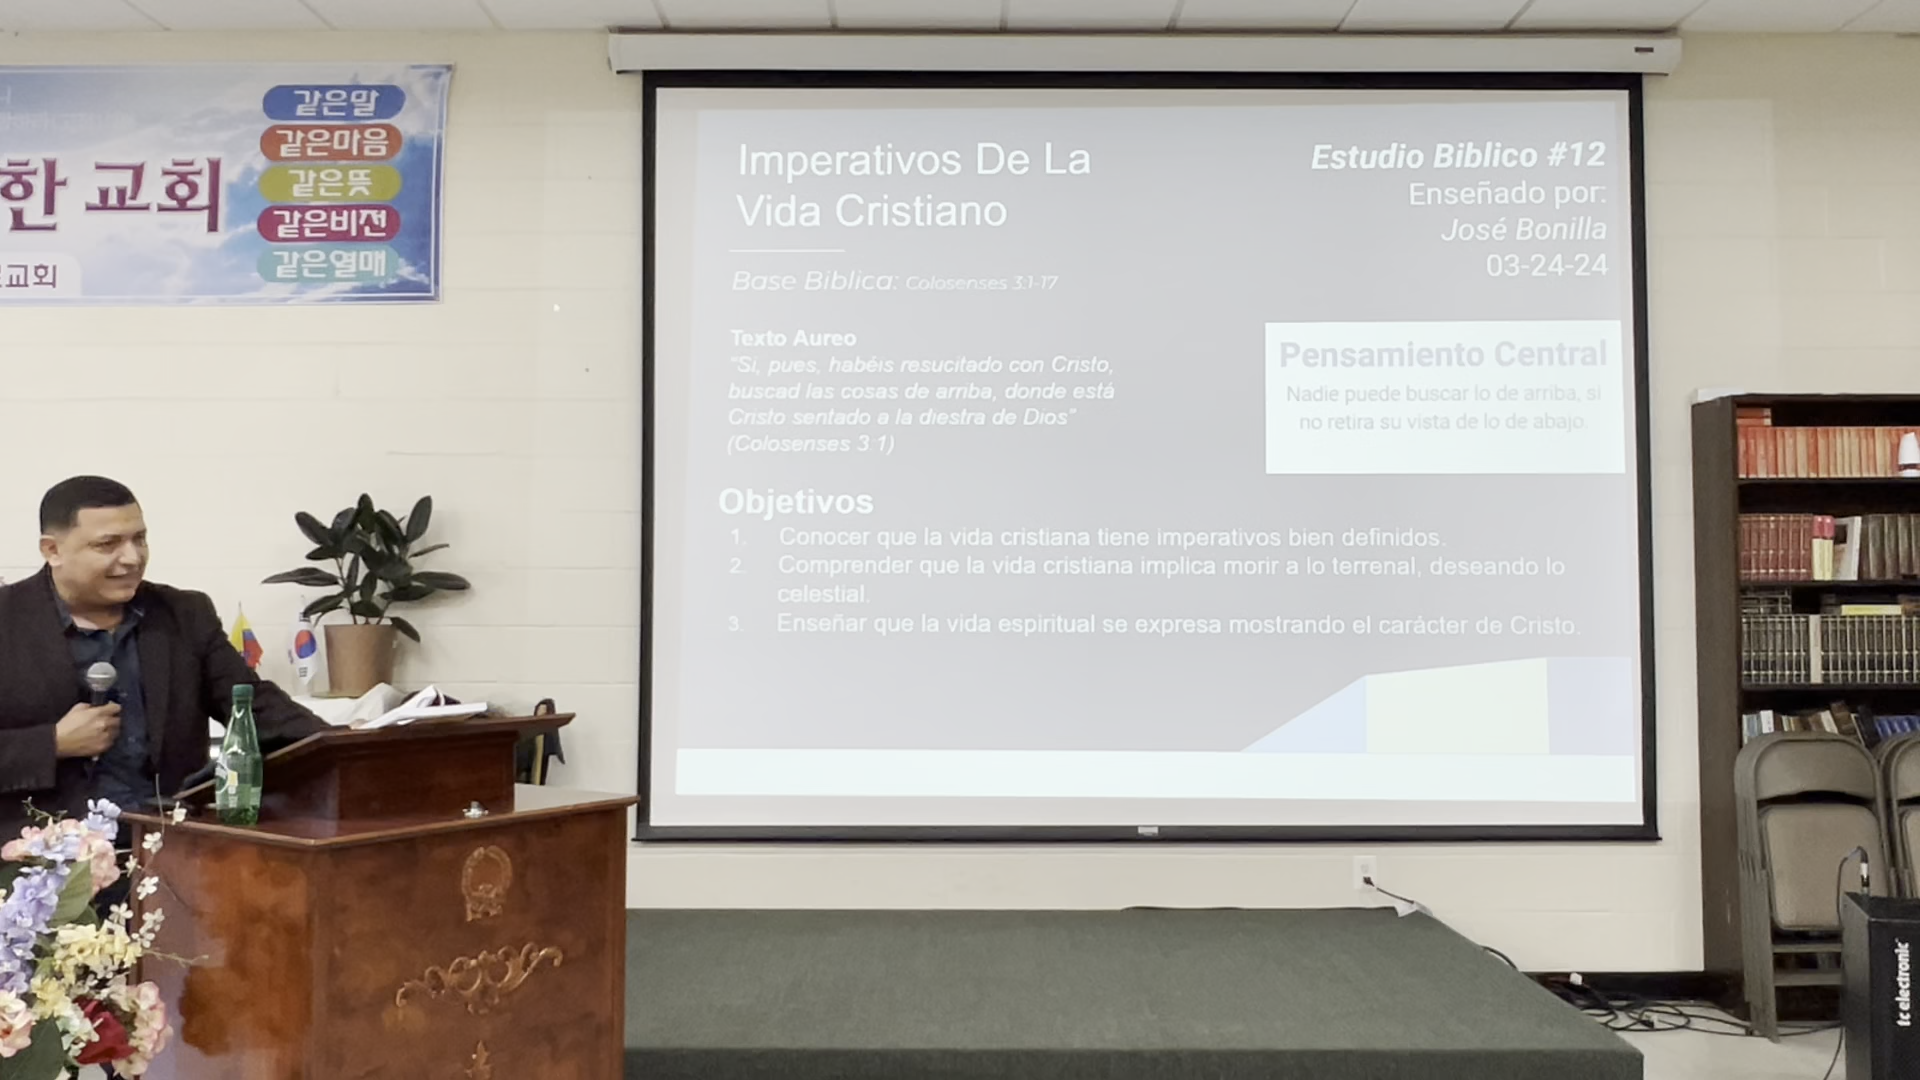 한 교회
교회
같은말
같은마음
같은뜻
같은비전
같은열매
Imperativos De La
Vida Cristiano
Base Biblica: Colosenses 3:1-17
Texto Aureo
"Si, pues, habéis resucitado con Cristo,
buscad las cosas de arriba, donde está
Cristo sentado a la diestra de Dios"
(Colosenses 3:1)
Estudio Biblico #12
Enseñado por:
José Bonilla
03-24-24
Pensamiento Central
Nadie puede buscar lo de arriba, si
no retira su vista de lo de abajo.
Objetivos
1. Conocer que la vida cristiana tiene imperativos bien definidos.
2. Comprender que la vida cristiana implica morir a lo terrenal, deseando lo
celestial.
3. Enseñar que la vida espiritual se expresa mostrando el carácter de Cristo.
tc electronic